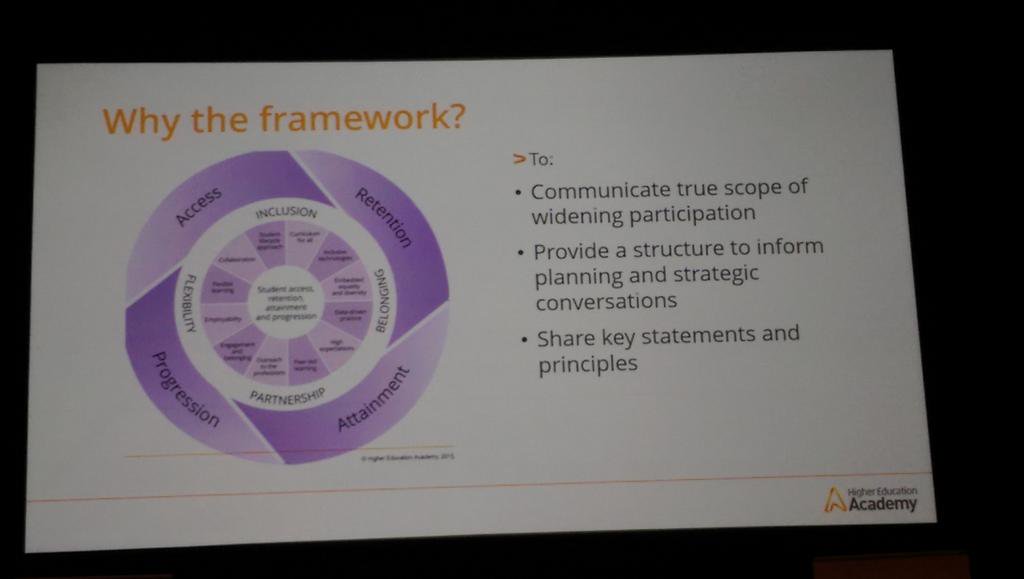 Why the framework?
Access
Retention
Attainment
Progression
INCLUSION
BELONGING
PARTNERSHIP
FLEXIBILITY
Student
lifecycle
approach
Curriculum
for all
Inclusive
technologies
Embedded
equality
and diversity
Data-driven
practice
High
expectations
Peer-led
learning
Outreach
to the
professions
Engagement
and
belonging
Employability
Flexible
learning
Collaboration
Student access,
retention,
attainment
and progression
© Higher Education Academy, 2015
> To:
• Communicate true scope of
widening participation
• Provide a structure to inform
planning and strategic
conversations
• Share key statements and
principles
Higher Education
Academy